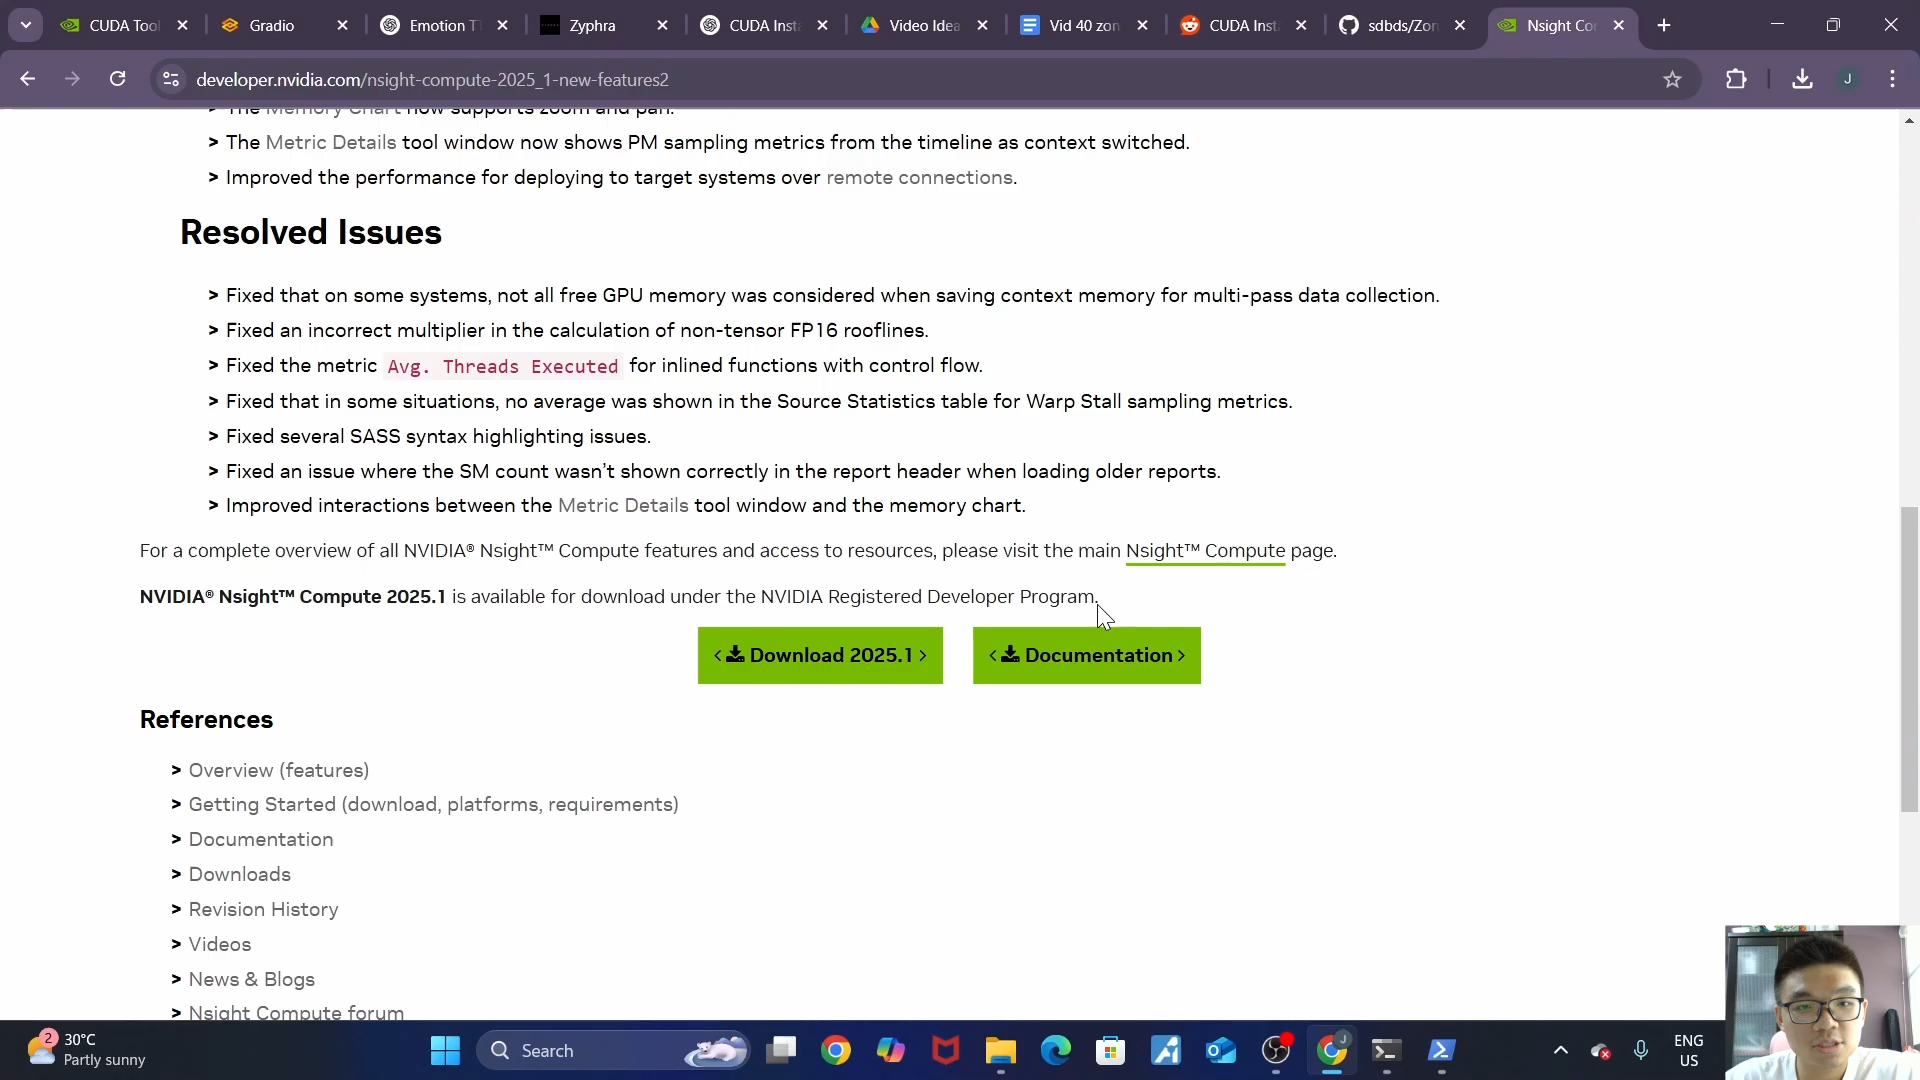 CUDA Tool
Gradio
Emotion T
Zyphra
CUDA Insta
Video Idea
Vid 40 zon
CUDA Inst
sdbds/Zon
Nsight Cor
developer.nvidia.com/nsight-compute-2025_1-new-features2
J
> The Memory Chart now supports zoom and pan.
> The Metric Details tool window now shows PM sampling metrics from the timeline as context switched.
> Improved the performance for deploying to target systems over remote connections.
Resolved Issues
> Fixed that on some systems, not all free GPU memory was considered when saving context memory for multi-pass data collection.
> Fixed an incorrect multiplier in the calculation of non-tensor FP16 rooflines.
> Fixed the metric Avg. Threads Executed for inlined functions with control flow.
> Fixed that in some situations, no average was shown in the Source Statistics table for Warp Stall sampling metrics.
> Fixed several SASS syntax highlighting issues.
> Fixed an issue where the SM count wasn’t shown correctly in the report header when loading older reports.
> Improved interactions between the Metric Details tool window and the memory chart.
For a complete overview of all NVIDIA® Nsight™ Compute features and access to resources, please visit the main Nsight™ Compute page.
NVIDIA® Nsight™ Compute 2025.1 is available for download under the NVIDIA Registered Developer Program.
< Download 2025.1 >
< Documentation >
References
> Overview (features)
> Getting Started (download, platforms, requirements)
> Documentation
> Downloads
> Revision History
> Videos
> News & Blogs
> Nsight Compute forum
2
30°C
Partly sunny
Search
J
ENG
US